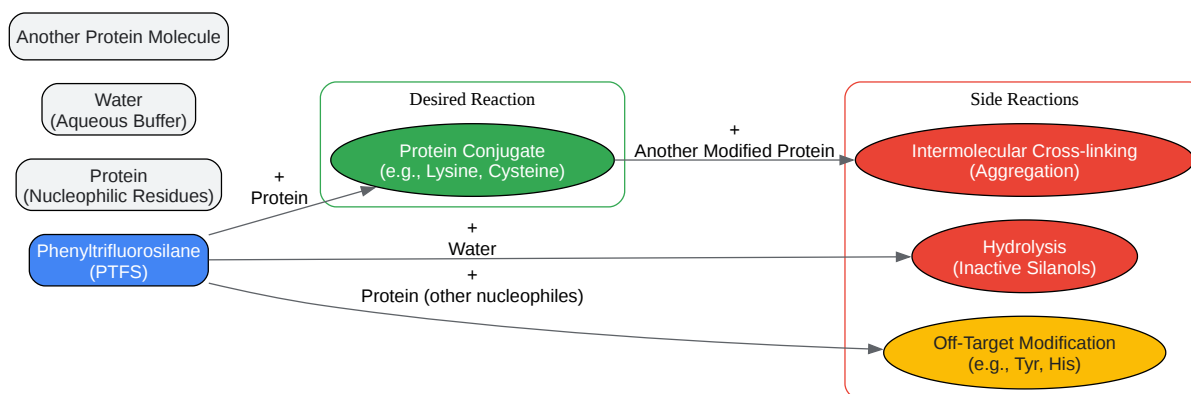 Another Protein Molecule
Water
(Aqueous Buffer)
Protein
(Nucleophilic Residues)
Phenyltrifluorosilane
(PTFS)
+
Protein
Desired Reaction
Protein Conjugate
(e.g., Lysine, Cysteine)
+
Another Modified Protein
+
Water
+
Protein (other nucleophiles)
Side Reactions
Intermolecular Cross-linking
(Aggregation)
Hydrolysis
(Inactive Silanols)
Off-Target Modification
(e.g., Tyr, His)